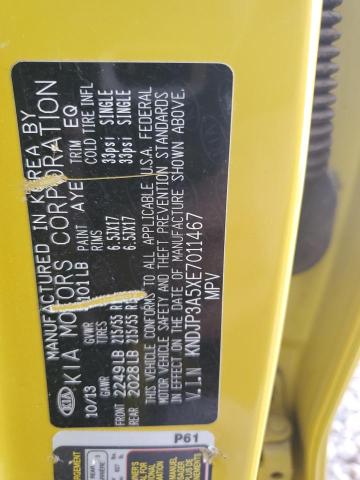 MANUFACTURED IN KOREA BY
KIA KIA MOTORS CORPORATION
10/13 GVWR 4101LB PAINT AYE TRIM EQ
GAWR TIRES RIMS COLD TIRE INFL
FRONT 2249LB 215/55 6.5JX17 33psi SINGLE
REAR 2028LB 215/55 6.5JX17 33psi SINGLE
THIS VEHICLE CONFORMS TO ALL APPLICABLE U.S.A. FEDERAL
MOTOR VEHICLE SAFETY AND THEFT PREVENTION STANDARDS
IN EFFECT ON THE DATE OF MANUFACTURE SHOWN ABOVE.
V.I.N KNDJP3A5XE7011467
MPV
P61
REAR